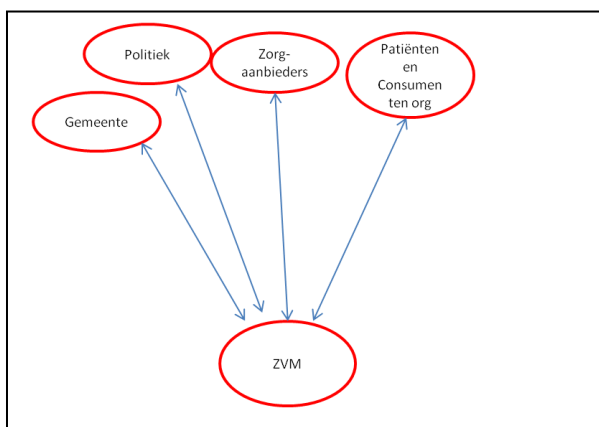 Politiek
Zorg-
aanbieders
Patiënten
en
Consumen
ten org
Gemeente
ZVM